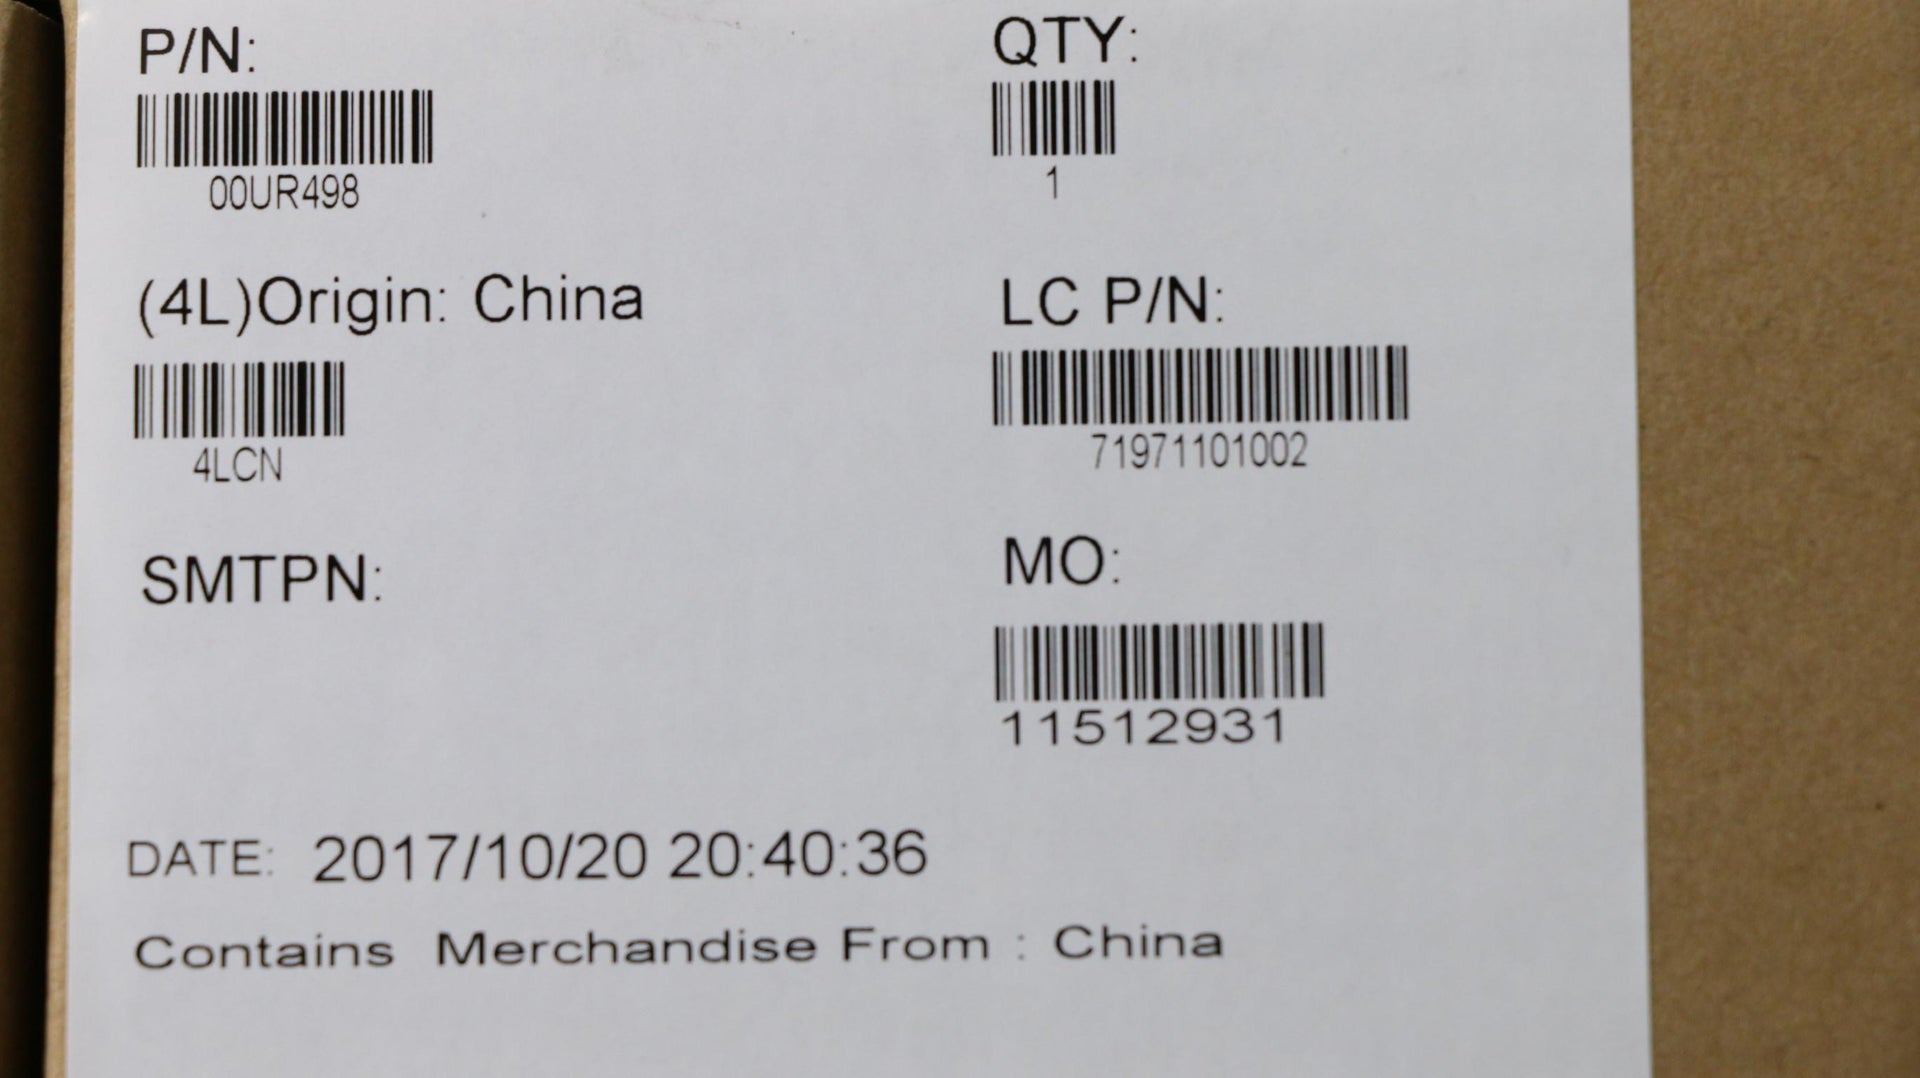 P/N:
00UR498
QTY:
1
(4L)Origin: China
4LCN
LC P/N:
71971101002
SMTPN:
MO:
11512931
DATE: 2017/10/20 20:40:36
Contains Merchandise From : China